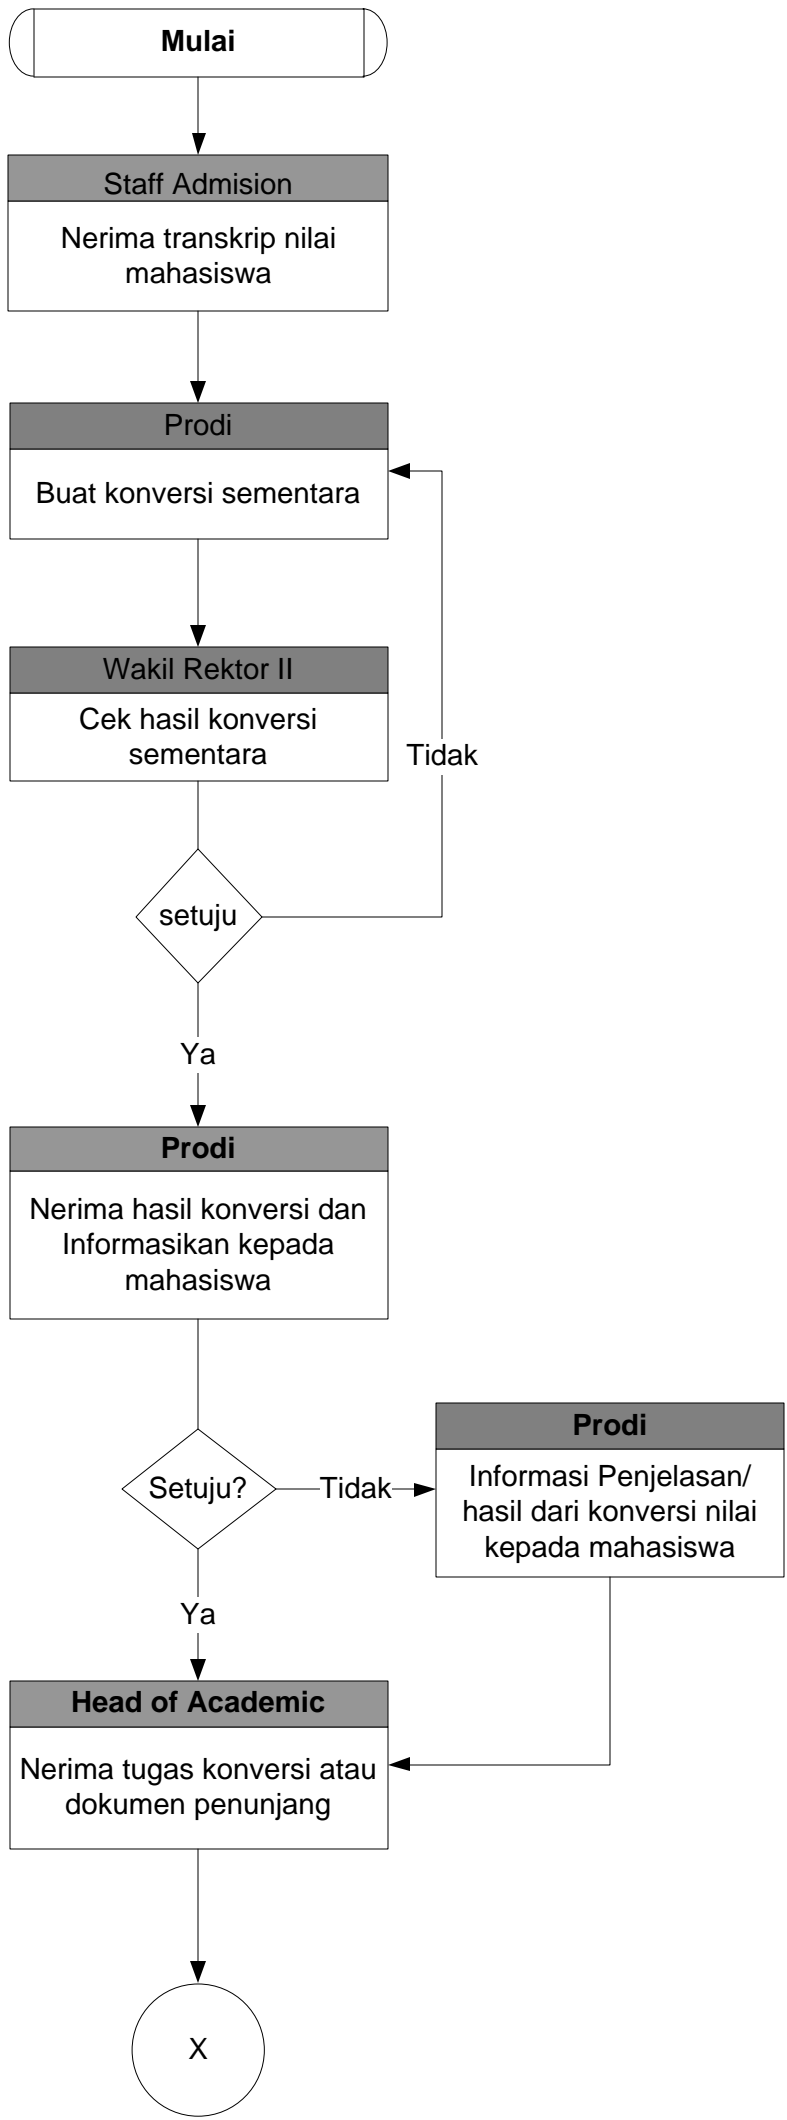 Mulai
Staff Admision
Nerima transkrip nilai
mahasiswa
Prodi
Buat konversi sementara
Wakil Rektor II
Cek hasil konversi
sementara
Tidak
setuju
Ya
Prodi
Nerima hasil konversi dan
Informasikan kepada
mahasiswa
Setuju?
Tidak
Prodi
Informasi Penjelasan/
hasil dari konversi nilai
kepada mahasiswa
Ya
Head of Academic
Nerima tugas konversi atau
dokumen penunjang
X